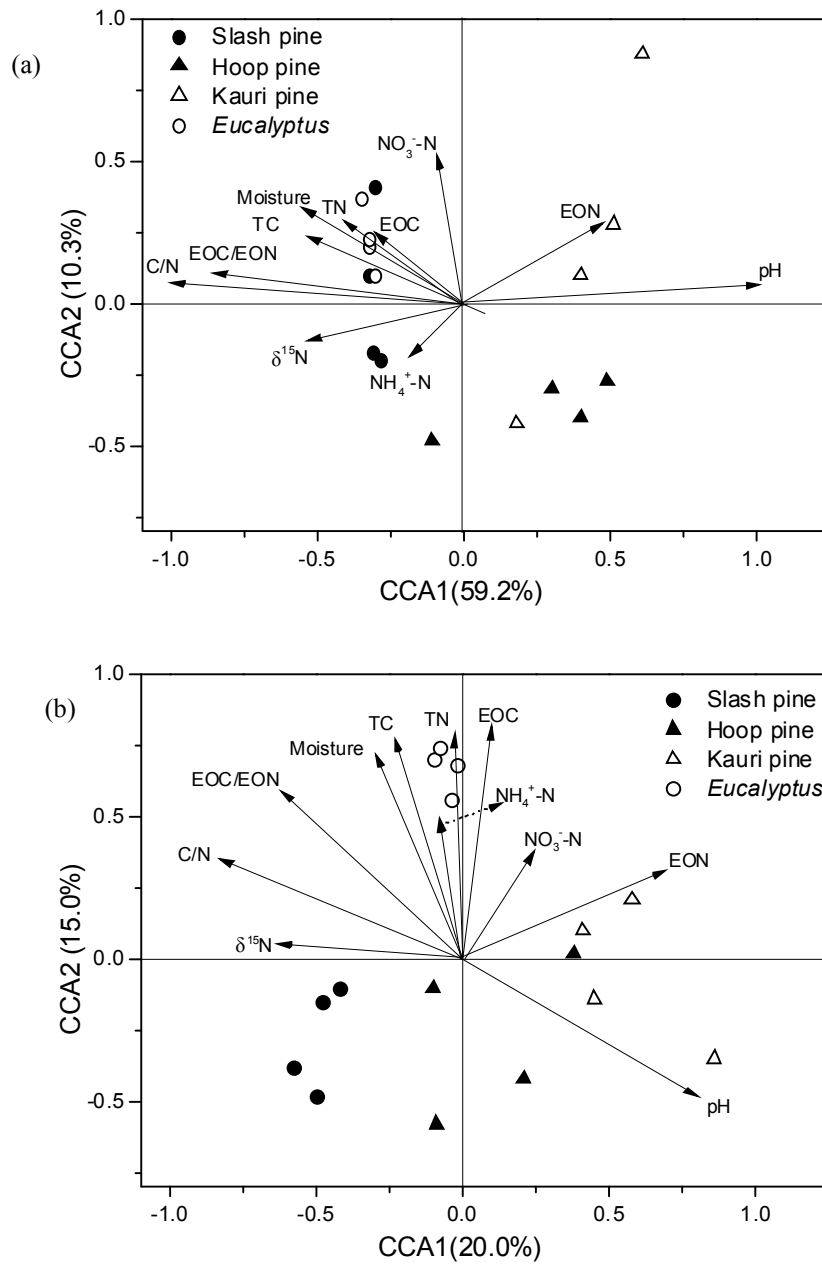 (a)
Slash pine
Hoop pine
Kauri pine
Eucalyptus
NO₃⁻-N
Moisture
TN
TC
EOC
EON
EOC/EON
C/N
pH
δ¹⁵N
NH₄⁺-N
1.0
0.5
0.0
-0.5
CCA2 (10.3%)
-1.0 -0.5 0.0 0.5 1.0
CCA1(59.2%)
(b)
Slash pine
Hoop pine
Kauri pine
Eucalyptus
TC
TN
EOC
Moisture
EOC/EON
NH₄⁺-N
NO₃⁻-N
C/N
EON
δ¹⁵N
pH
1.0
0.5
0.0
-0.5
CCA2 (15.0%)
-1.0 -0.5 0.0 0.5 1.0
CCA1(20.0%)